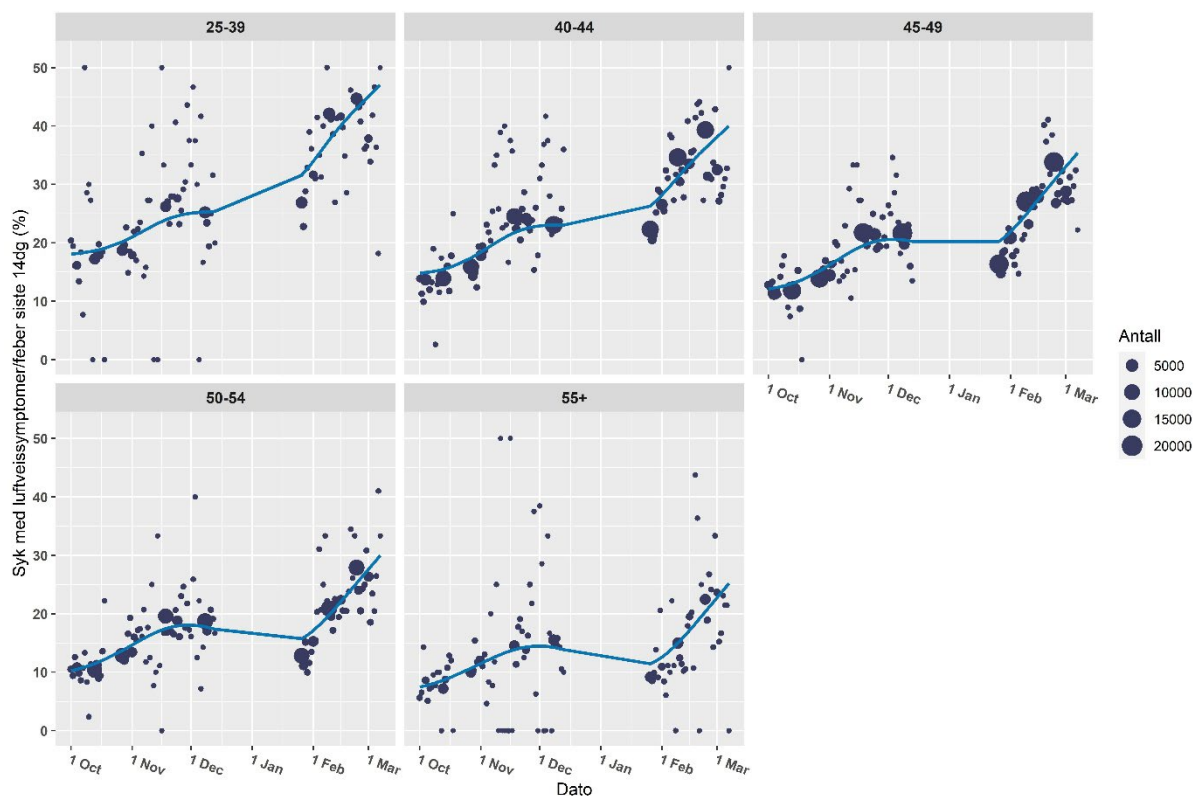 25-39
40-44
45-49
50
40
30
20
10
0
1 Oct
1 Nov
1 Dec
1 Jan
1 Feb
1 Mar
50-54
55+
50
40
30
20
10
0
1 Oct
1 Nov
1 Dec
1 Jan
1 Feb
1 Mar
1 Oct
1 Nov
1 Dec
1 Jan
1 Feb
1 Mar
Syk med luftveissymptomer/feber siste 14dg (%)
Dato
Antall
5000
10000
15000
20000